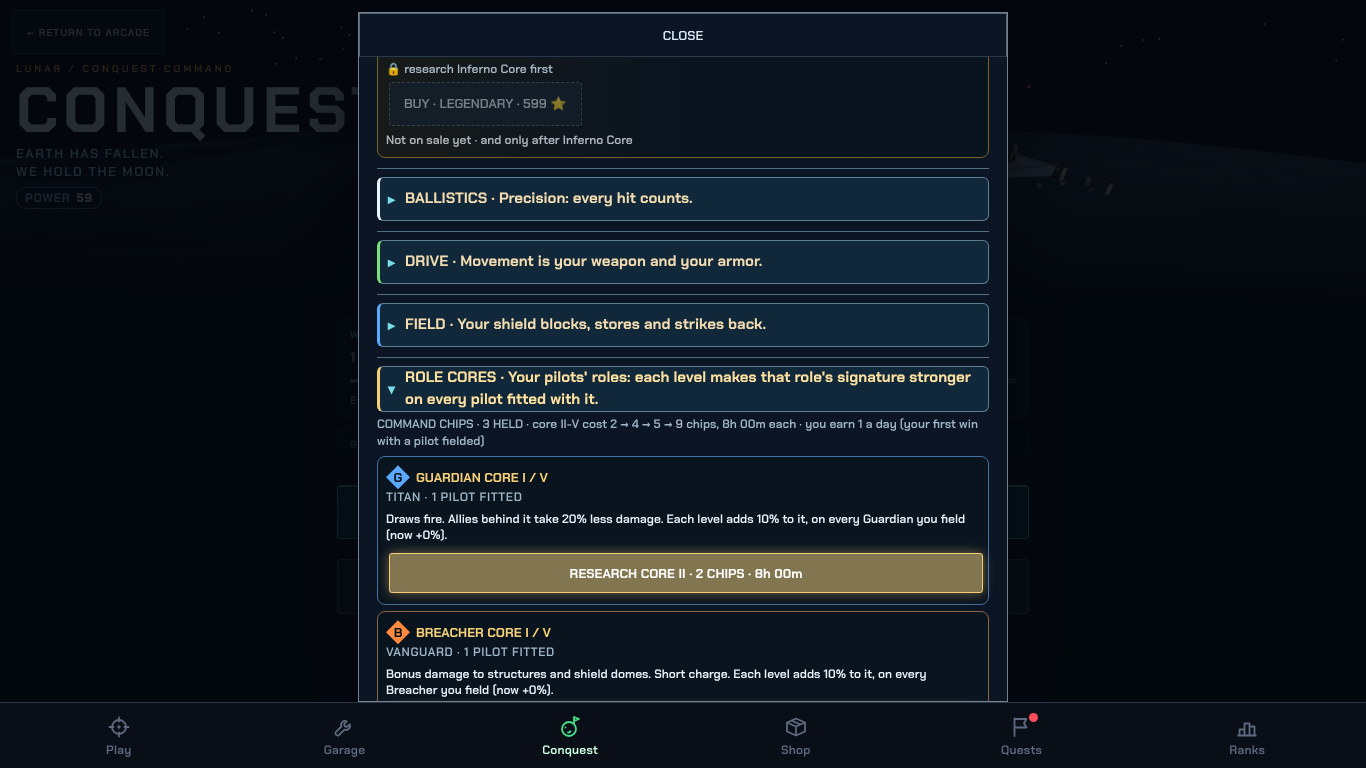 ← RETURN TO ARCADE
LUNAR / CONQUEST COMMAND
CONQUEST
EARTH HAS FALLEN.
WE HOLD THE MOON.
POWER 59
CLOSE
🔒 research Inferno Core first
BUY · LEGENDARY · 599 ⭐
Not on sale yet · and only after Inferno Core
▶ BALLISTICS · Precision: every hit counts.
▶ DRIVE · Movement is your weapon and your armor.
▶ FIELD · Your shield blocks, stores and strikes back.
▼ ROLE CORES · Your pilots' roles: each level makes that role's signature stronger
on every pilot fitted with it.
COMMAND CHIPS · 3 HELD · core II-V cost 2 → 4 → 5 → 9 chips, 8h 00m each · you earn 1 a day (your first win
with a pilot fielded)
G GUARDIAN CORE I / V
TITAN · 1 PILOT FITTED
Draws fire. Allies behind it take 20% less damage. Each level adds 10% to it, on every Guardian you field
(now +0%).
RESEARCH CORE II · 2 CHIPS · 8h 00m
B BREACHER CORE I / V
VANGUARD · 1 PILOT FITTED
Bonus damage to structures and shield domes. Short charge. Each level adds 10% to it, on every
Breacher you field (now +0%).
Play
Garage
Conquest
Shop
Quests
Ranks